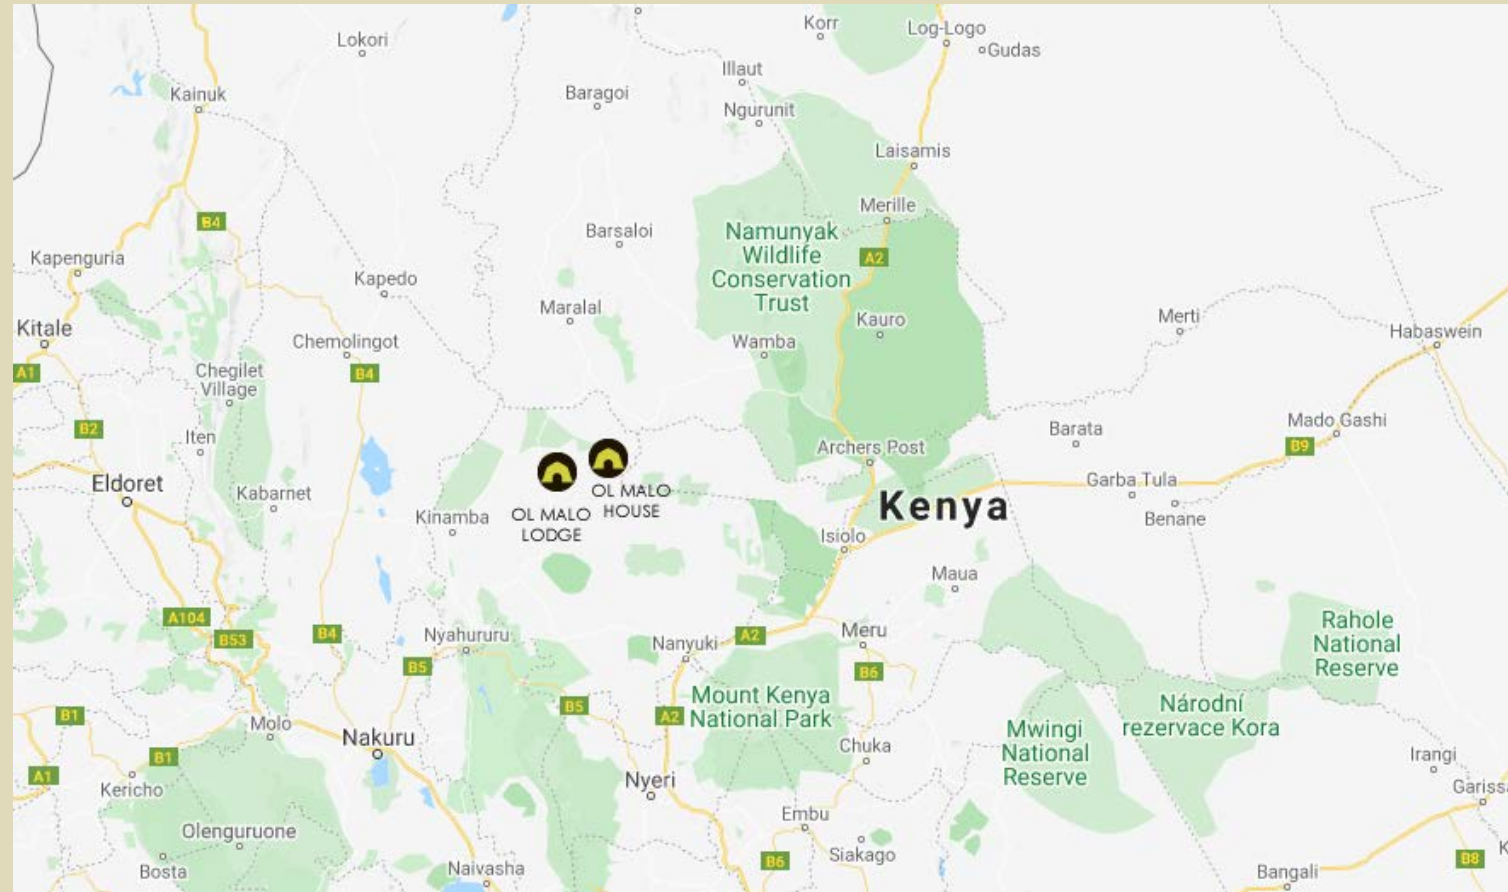 Korr
Log-Logo
Gudas
Lokori
Illaut
Baragoi
Kainuk
Ngurunit
Laisamis
Merille
B4
Barsaloi
Namunyak
Wildlife
Conservation
Trust
A2
Kapenguria
Kapedo
Maralal
Kauro
Merti
Kitale
Habaswein
Chemolingot
Wamba
A1
Chegilet
Village
B4
B2
Iten
Barata
Mado Gashi
B9
Archers Post
Eldoret
Kabarnet
OL MALO
HOUSE
OL MALO
LODGE
Kinamba
Kenya
Garba Tula
Benane
Isiolo
Maua
A104
B53
B4
Nyahururu
B5
Nanyuki
A2
Meru
B6
Rahole
National
Reserve
Mount Kenya
National Park
B5
A2
Národní
rezervace Kora
Mwingi
National
Reserve
B1
Molo
Nakuru
B1
A1
Kericho
Chuka
Irangi
Nyeri
Garissa
Embu
Olenguruone
Bosta
Naivasha
B6
Siakago
Bangali
B8
K